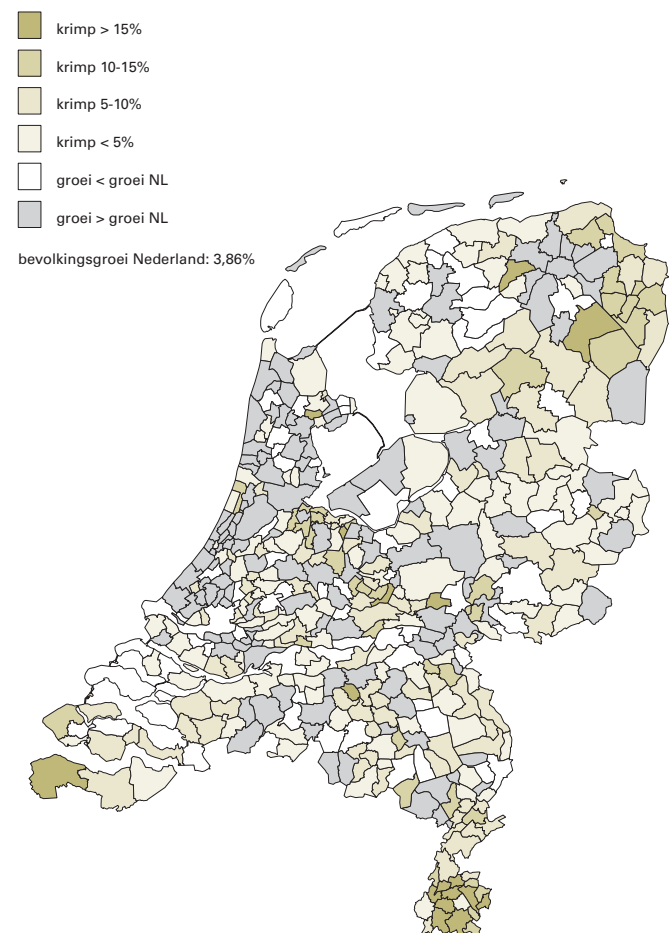 krimp > 15%
krimp 10-15%
krimp 5-10%
krimp < 5%
groei < groei NL
groei > groei NL
bevolkingsgroei Nederland: 3,86%